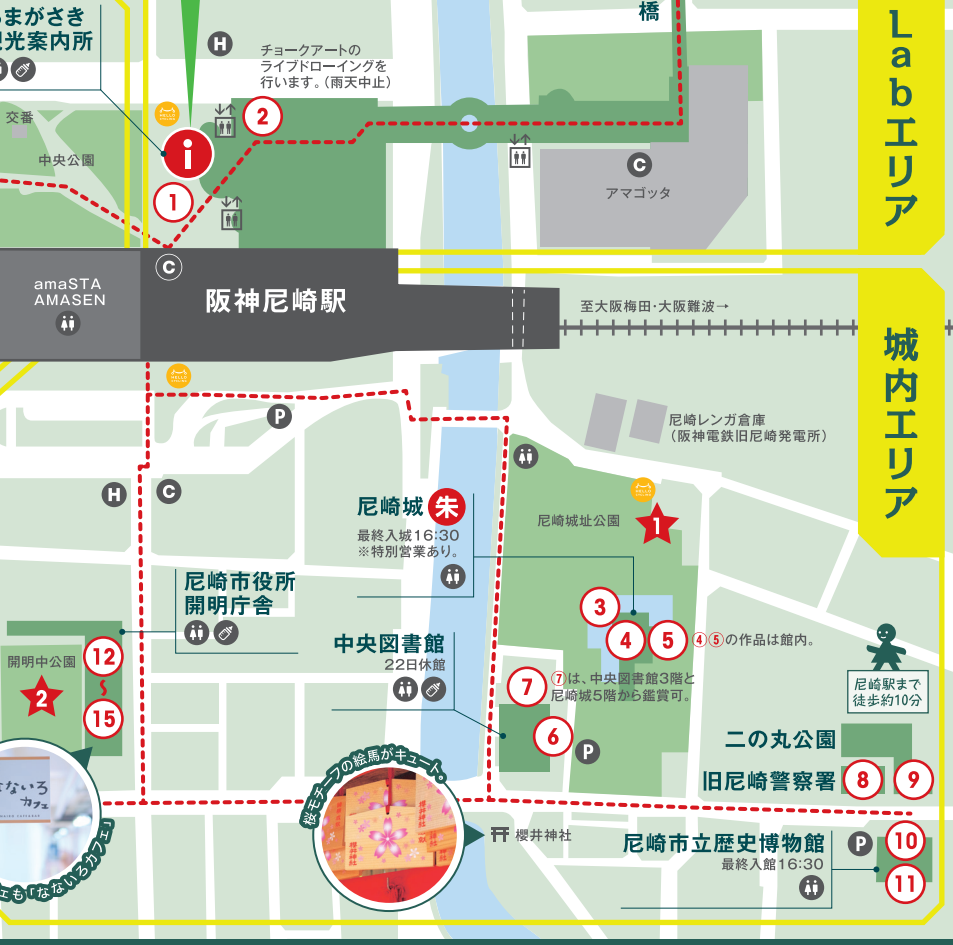 橋
まがさき
光案内所
H
チョークアートの
ライブドローイングを
行います。（雨天中止）
Labエリア
交番
中央公園
i
1
2
C
アマゴッタ
amaSTA
AMASEN
C
阪神尼崎駅
至大阪梅田・大阪難波→
城内エリア
P
尼崎レンガ倉庫
（阪神電鉄旧尼崎発電所）
H
C
尼崎城 朱
最終入城16:30
※特別営業あり。
尼崎城址公園
1
尼崎市役所
開明庁舎
3
4
5
④⑤の作品は館内。
中央図書館
22日休館
7
⑦は、中央図書館3階と
尼崎城5階から鑑賞可。
6
P
開明中公園
2
12
15
尼崎駅まで
徒歩約10分
二の丸公園
旧尼崎警察署
8
9
なないろ
カフェ
ェも「なないろカフェ」
桜モチーフの絵馬がキュート。
櫻井神社
尼崎市立歴史博物館
最終入館16:30
P
10
11